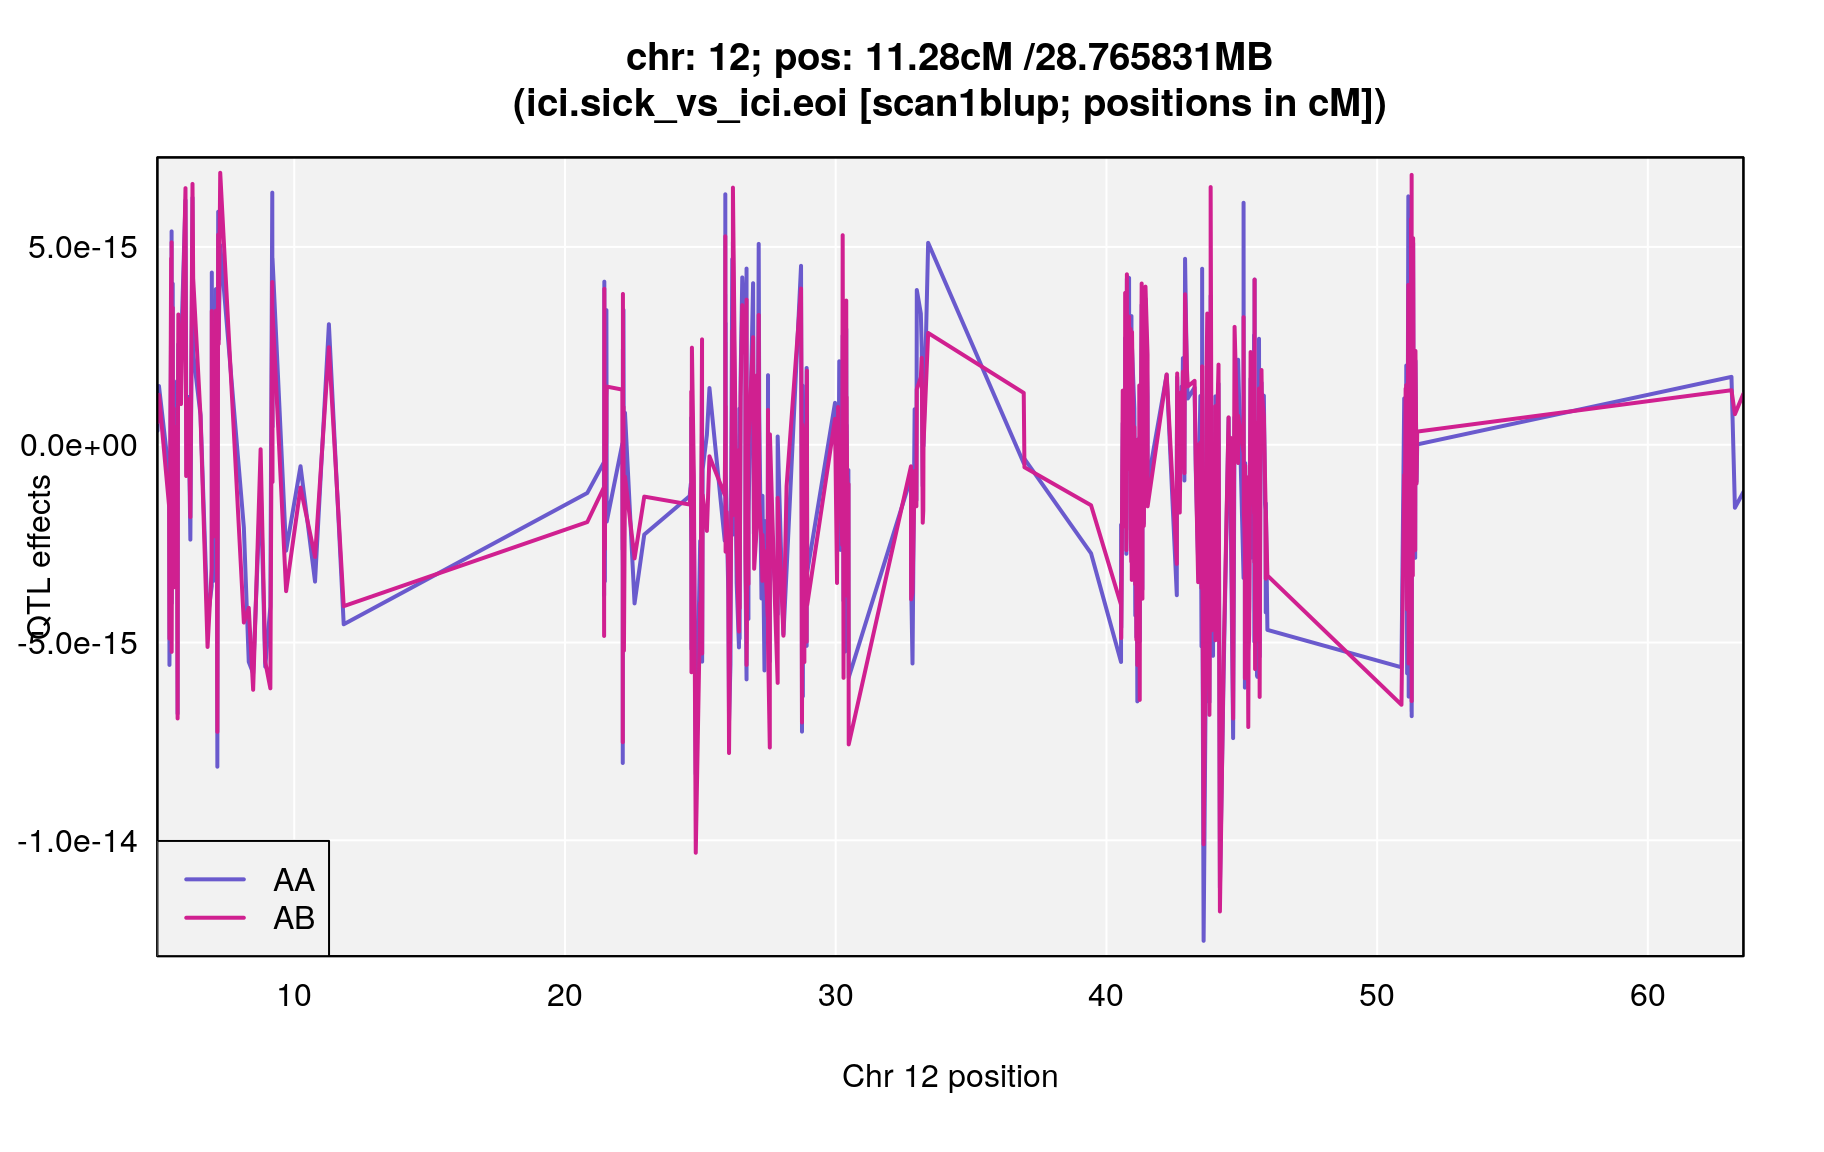 chr: 12; pos: 11.28cM /28.765831MB
(ici.sick_vs_ici.eoi [scan1blup; positions in cM])
QTL effects
5.0e-15
0.0e+00
-5.0e-15
-1.0e-14
AA
AB
10 20 30 40 50 60
Chr 12 position